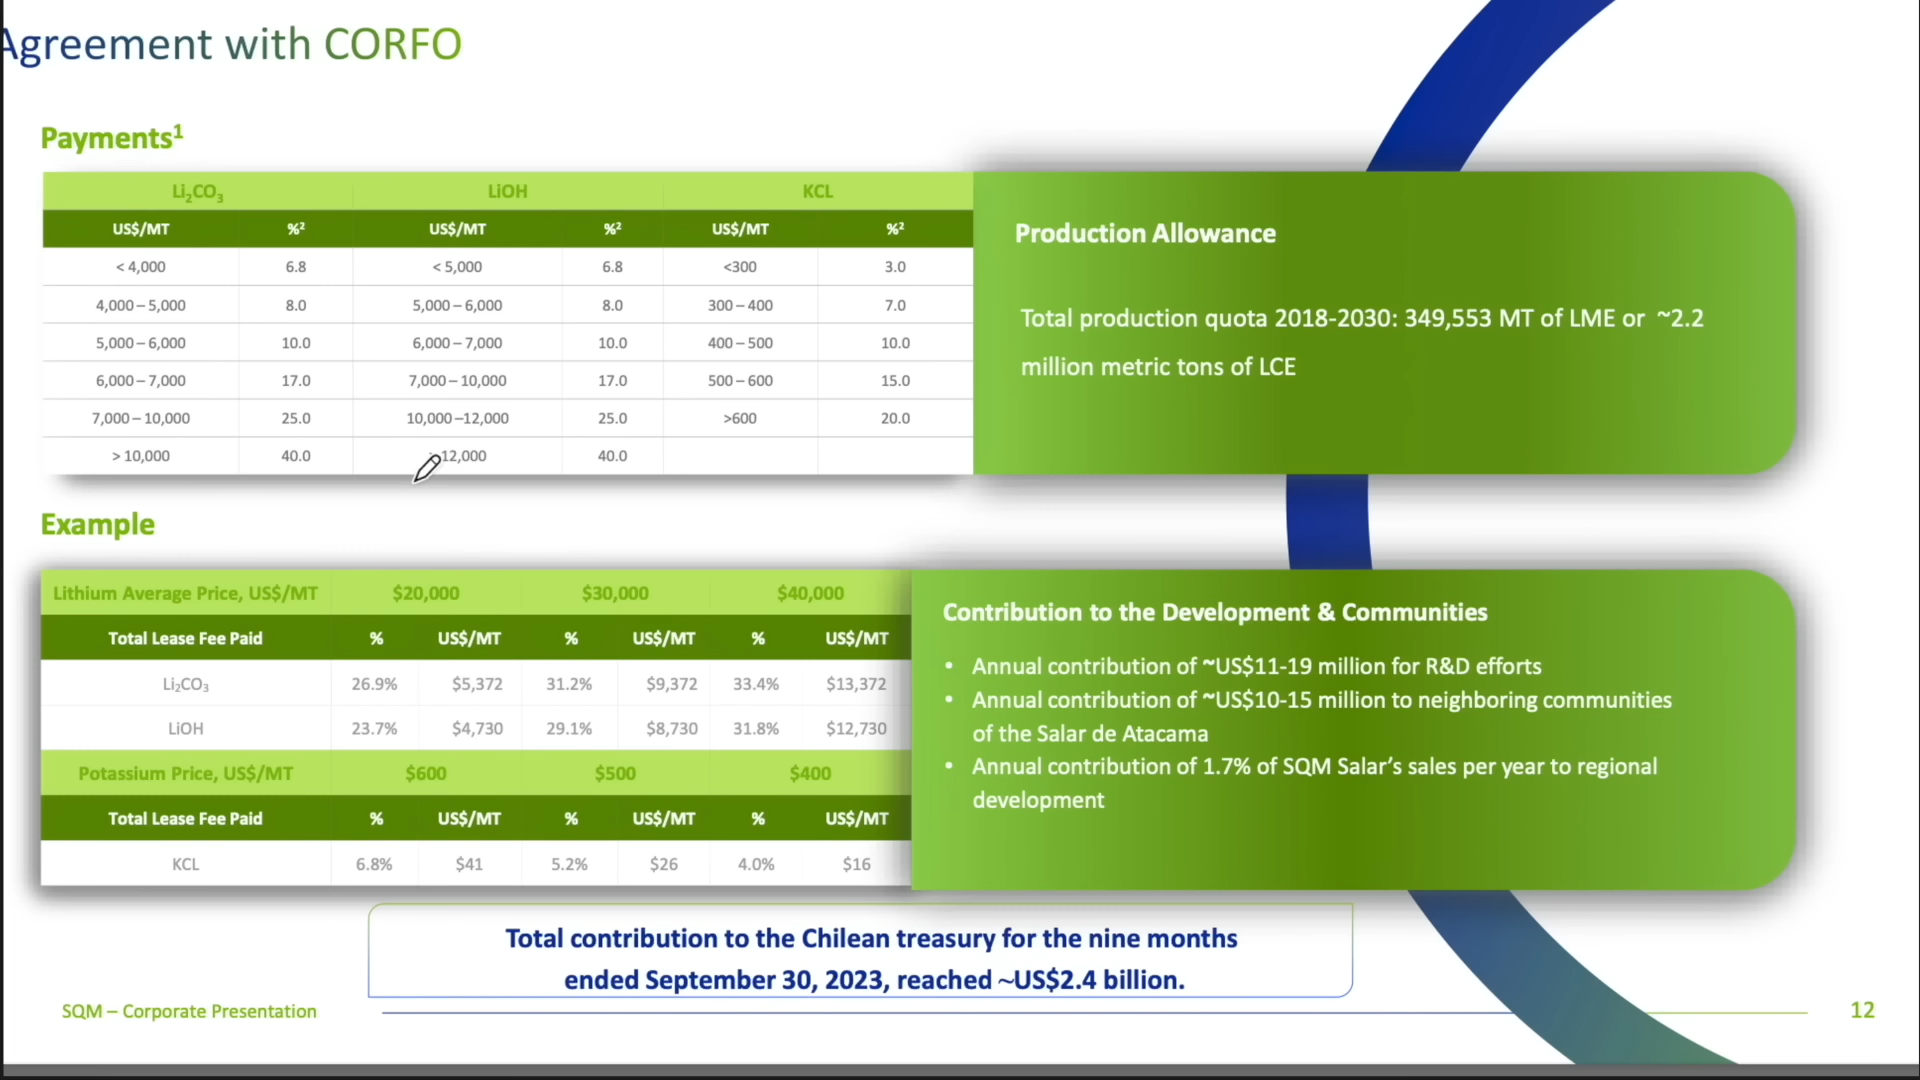 Agreement with CORFO
Payments¹
Li₂CO₃ LiOH KCL
US$/MT %² US$/MT %² US$/MT %²
< 4,000 6.8 < 5,000 6.8 <300 3.0
4,000 – 5,000 8.0 5,000 – 6,000 8.0 300 – 400 7.0
5,000 – 6,000 10.0 6,000 – 7,000 10.0 400 – 500 10.0
6,000 – 7,000 17.0 7,000 – 10,000 17.0 500 – 600 15.0
7,000 – 10,000 25.0 10,000 –12,000 25.0 >600 20.0
> 10,000 40.0 12,000 40.0
Production Allowance
Total production quota 2018-2030: 349,553 MT of LME or ~2.2
million metric tons of LCE
Example
Lithium Average Price, US$/MT $20,000 $30,000 $40,000
Total Lease Fee Paid % US$/MT % US$/MT % US$/MT
Li₂CO₃ 26.9% $5,372 31.2% $9,372 33.4% $13,372
LiOH 23.7% $4,730 29.1% $8,730 31.8% $12,730
Potassium Price, US$/MT $600 $500 $400
Total Lease Fee Paid % US$/MT % US$/MT % US$/MT
KCL 6.8% $41 5.2% $26 4.0% $16
Contribution to the Development & Communities
• Annual contribution of ~US$11-19 million for R&D efforts
• Annual contribution of ~US$10-15 million to neighboring communities
of the Salar de Atacama
• Annual contribution of 1.7% of SQM Salar’s sales per year to regional
development
Total contribution to the Chilean treasury for the nine months
ended September 30, 2023, reached ~US$2.4 billion.
SQM – Corporate Presentation
12